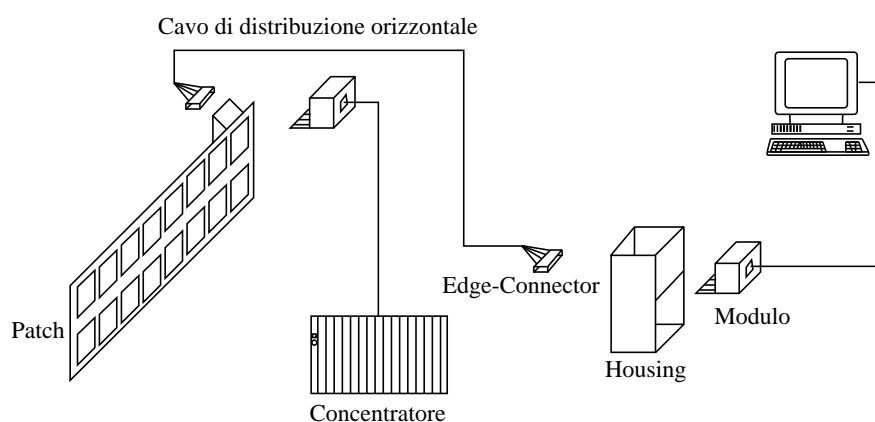 Cavo di distribuzione orizzontale
Edge-Connector
Modulo
Patch
Housing
Concentratore